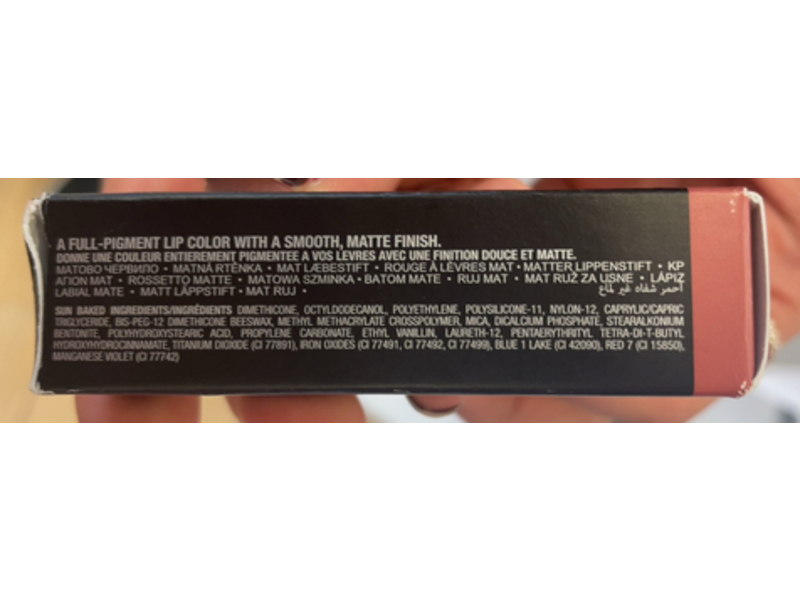 A FULL-PIGMENT LIP COLOR WITH A SMOOTH, MATTE FINISH.
DONNE UNE COULEUR ENTIEREMENT PIGMENTEE A VOS LEVRES AVEC UNE FINITION DOUCE ET MATTE.
МАТОВО ЧЕРВИЛО • MATNÁ RTĚNKA • MAT LÆBESTIFT • ROUGE À LÈVRES MAT • MATTER LIPPENSTIFT • ΚΡ
ΑΓΙΟΝ ΜΑΤ • ROSSETTO MATTE • MATOWA SZMINKA • BATOM MATE • RUJ MAT • MAT RUŽ ZA USNE • LÁPIZ
LABIAL MATE • MATT LÄPPSTIFT • MAT RUJ • أحمر شفاه غير لماع
SUN BAKED INGREDIENTS/INGRÉDIENTS DIMETHICONE, OCTYLDODECANOL, POLYETHYLENE, POLYSILICONE-11, NYLON-12, CAPRYLIC/CAPRIC
TRIGLYCERIDE, BIS-PEG-12 DIMETHICONE BEESWAX, METHYL METHACRYLATE CROSSPOLYMER, MICA, DICALCIUM PHOSPHATE, STEARALKONIUM
BENTONITE, POLYHYDROXYSTEARIC ACID, PROPYLENE CARBONATE, ETHYL VANILLIN, LAURETH-12, PENTAERYTHRITYL TETRA-DI-T-BUTYL
HYDROXYHYDROCINNAMATE, TITANIUM DIOXIDE (CI 77891), IRON OXIDES (CI 77491, CI 77492, CI 77499), BLUE 1 LAKE (CI 42090), RED 7 (CI 15850),
MANGANESE VIOLET (CI 77742)